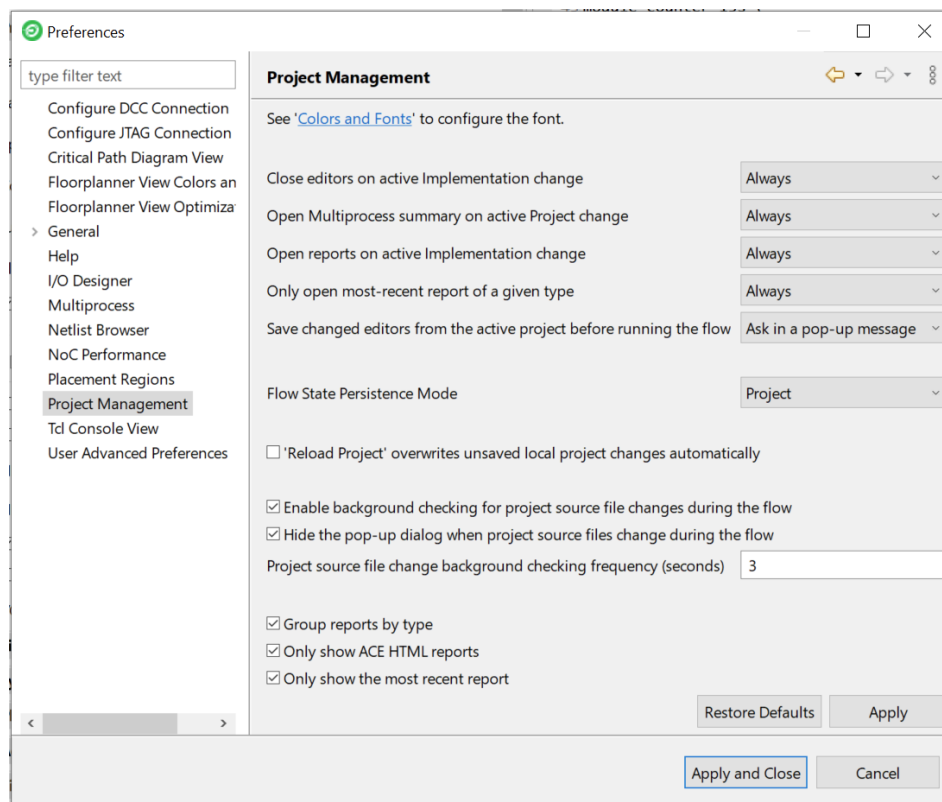 Preferences
type filter text
Configure DCC Connection
Configure JTAG Connection
Critical Path Diagram View
Floorplanner View Colors an
Floorplanner View Optimiza
General
Help
I/O Designer
Multiprocess
Netlist Browser
NoC Performance
Placement Regions
Project Management
Tcl Console View
User Advanced Preferences
Project Management
See 'Colors and Fonts' to configure the font.
Close editors on active Implementation change Always
Open Multiprocess summary on active Project change Always
Open reports on active Implementation change Always
Only open most-recent report of a given type Always
Save changed editors from the active project before running the flow Ask in a pop-up message
Flow State Persistence Mode Project
'Reload Project' overwrites unsaved local project changes automatically
Enable background checking for project source file changes during the flow
Hide the pop-up dialog when project source files change during the flow
Project source file change background checking frequency (seconds) 3
Group reports by type
Only show ACE HTML reports
Only show the most recent report
Restore Defaults Apply
Apply and Close Cancel